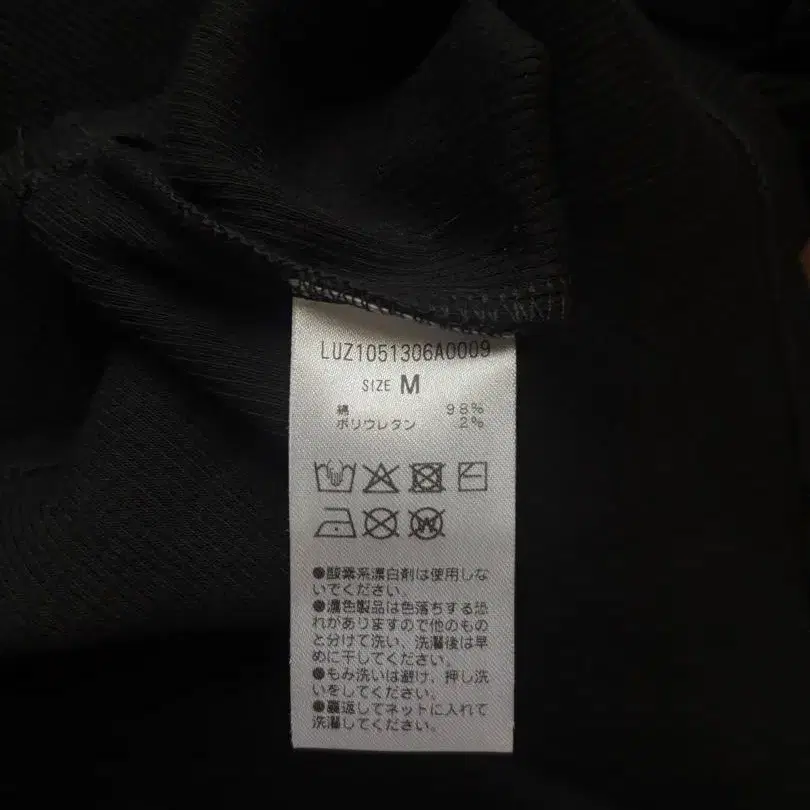 LUZ1051306A0009
SIZE M
綿 98%
ポリウレタン 2%
W
●酸素系漂白剤は使用しな
いでください。
●濃色製品は色落ちする恐
れがありますので他のもの
と分けて洗い、洗濯後は早
めに干してください。
●もみ洗いは避け、押し洗
いをしてください。
●裏返してネットに入れて
洗濯してください。